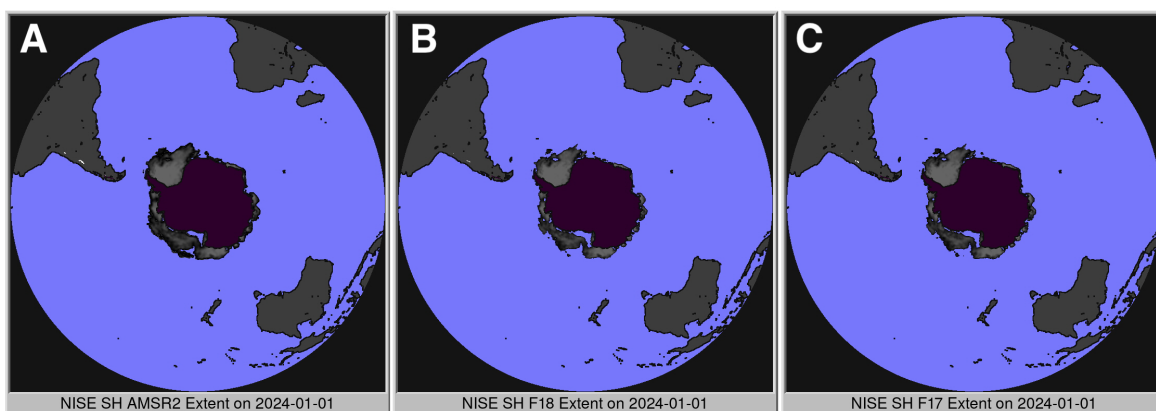 A
B
C
NISE SH AMSR2 Extent on 2024-01-01
NISE SH F18 Extent on 2024-01-01
NISE SH F17 Extent on 2024-01-01